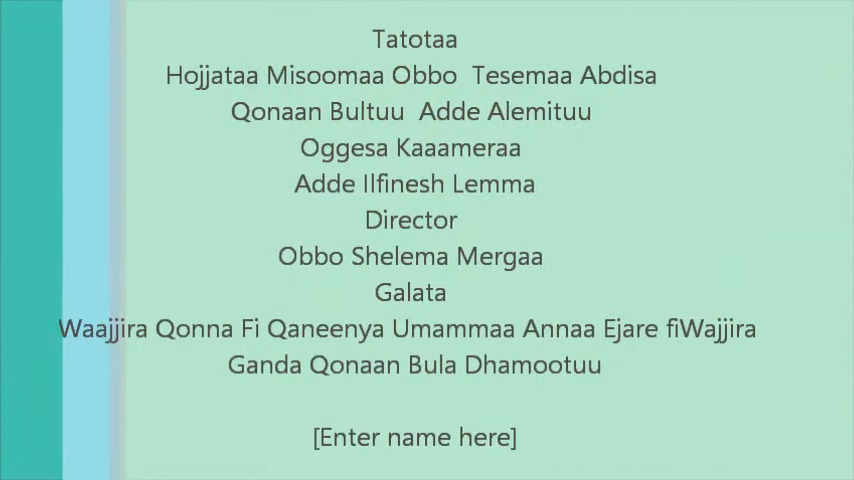 Tatotaa
Hojjataa Misoomaa Obbo  Tesemaa Abdisa
Qonaan Bultuu  Adde Alemituu
Oggesa Kaaameraa
Adde Ilfinesh Lemma
Director
Obbo Shelema Mergaa
Galata
Waajjira Qonna Fi Qaneenya Umammaa Annaa Ejare fiWajjira
Ganda Qonaan Bula Dhamootuu
[Enter name here]